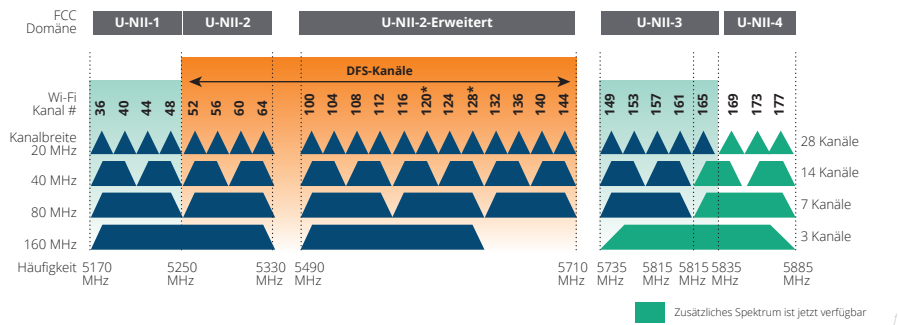 FCC
Domäne
U-NII-1 U-NII-2 U-NII-2-Erweitert U-NII-3 U-NII-4
DFS-Kanäle
Wi-Fi
Kanal #
36 40 44 48 52 56 60 64 100 104 108 112 116 120* 124 128* 132 136 140 144 149 153 157 161 165 169 173 177
Kanalbreite
20 MHz
28 Kanäle
40 MHz
14 Kanäle
80 MHz
7 Kanäle
160 MHz
3 Kanäle
Häufigkeit
5170 MHz
5250 MHz
5330 MHz
5490 MHz
5710 MHz
5735 MHz
5815 MHz
5815 MHz
5835 MHz
5885 MHz
Zusätzliches Spektrum ist jetzt verfügbar